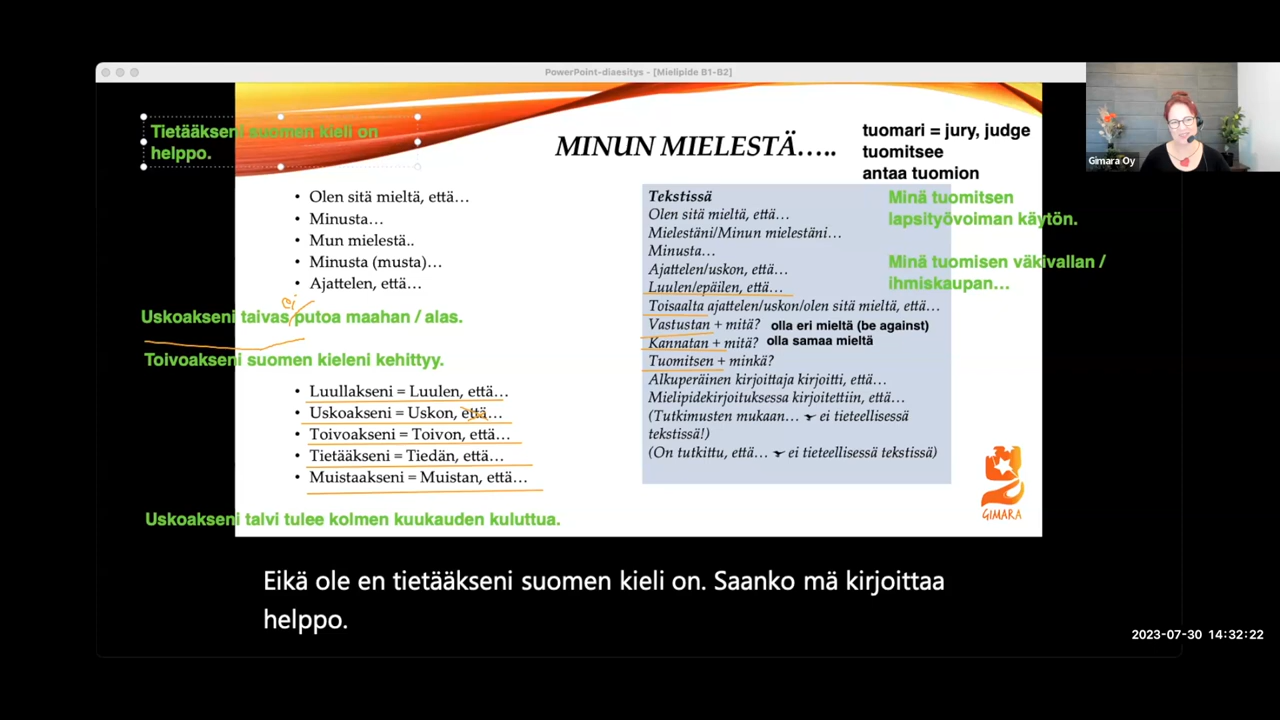 PowerPoint-diaesitys - [Mielipide B1-B2]
Tietääkseni suomen kieli on
helppo.
MINUN MIELESTÄ…..
tuomari = jury, judge
tuomitsee
antaa tuomion
Gimara Oy
• Olen sitä mieltä, että…
• Minusta…
• Mun mielestä..
• Minusta (musta)…
• Ajattelen, että…
ei
Uskoakseni taivas putoa maahan / alas.
Toivoakseni suomen kieleni kehittyy.
• Luullakseni = Luulen, että…
• Uskoakseni = Uskon, että…
• Toivoakseni = Toivon, että…
• Tietääkseni = Tiedän, että…
• Muistaakseni = Muistan, että…
Uskoakseni talvi tulee kolmen kuukauden kuluttua.
Tekstissä
Olen sitä mieltä, että…
Mielestäni/Minun mielestäni…
Minusta…
Ajattelen/uskon, että…
Luulen/epäilen, että…
Toisaalta ajattelen/uskon/olen sitä mieltä, että…
Vastustan + mitä? olla eri mieltä (be against)
Kannatan + mitä? olla samaa mieltä
Tuomitsen + minkä?
Alkuperäinen kirjoittaja kirjoitti, että…
Mielipidekirjoituksessa kirjoitettiin, että…
(Tutkimusten mukaan… ei tieteellisessä
tekstissä!)
(On tutkittu, että… ei tieteellisessä tekstissä)
Minä tuomitsen
lapsityövoiman käytön.
Minä tuomisen väkivallan /
ihmiskaupan…
GIMARA
Eikä ole en tietääkseni suomen kieli on. Saanko mä kirjoittaa
helppo.
2023-07-30 14:32:22